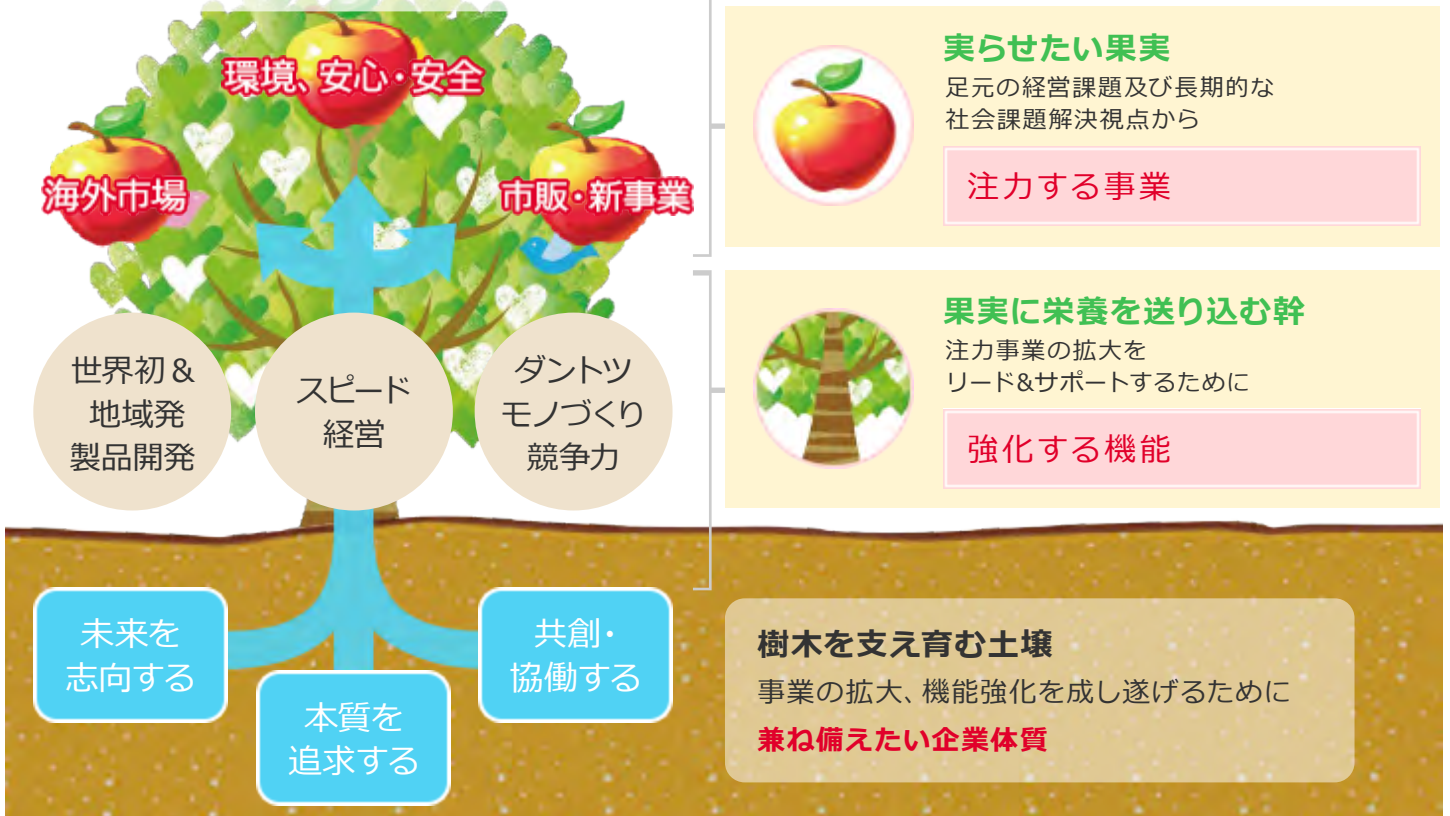 環境、安心・安全
海外市場
市販・新事業
世界初&
地域発
製品開発
スピード
経営
ダントツ
モノづくり
競争力
未来を
志向する
本質を
追求する
共創・
協働する
実らせたい果実
足元の経営課題及び長期的な
社会課題解決視点から
注力する事業
果実に栄養を送り込む幹
注力事業の拡大を
リード&サポートするために
強化する機能
樹木を支え育む土壌
事業の拡大、機能強化を成し遂げるために
兼ね備えたい企業体質